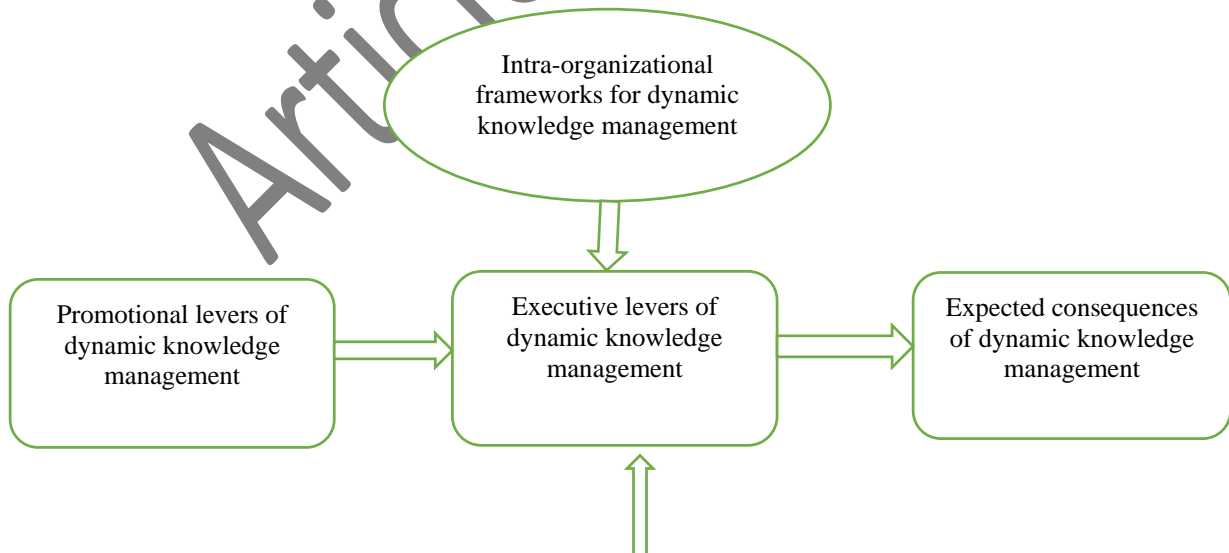 Intra-organizational
frameworks for dynamic
knowledge management
Promotional levers of
dynamic knowledge
management
Executive levers of
dynamic knowledge
management
Expected consequences
of dynamic knowledge
management